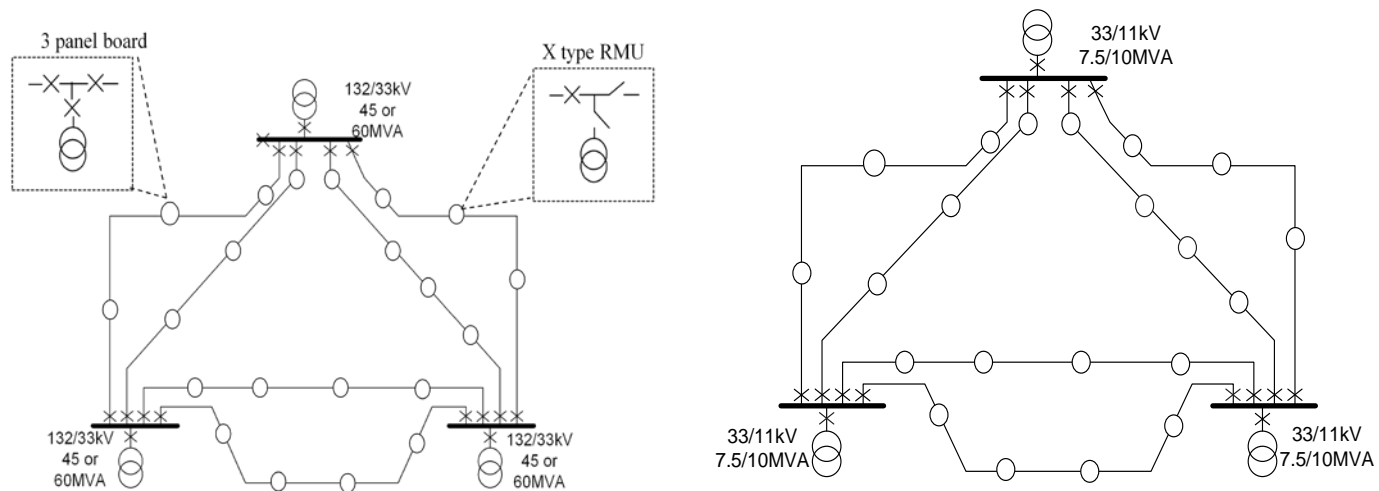 3 panel board
X type RMU
132/33kV
45 or
60MVA
132/33kV
45 or
60MVA
132/33kV
45 or
60MVA
33/11kV
7.5/10MVA
33/11kV
7.5/10MVA
33/11kV
7.5/10MVA